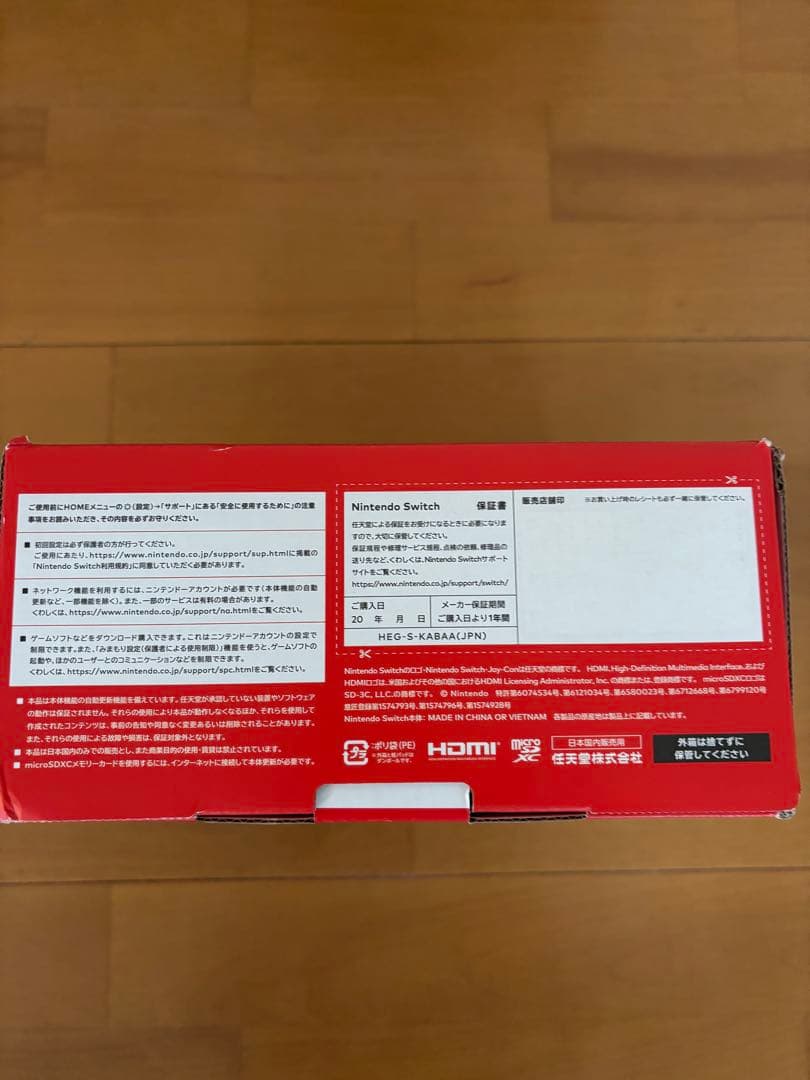 ご使用前にHOMEメニューの (設定)→「サポート」にある「安全に使用するために」の注意
事項をお読みいただき、その内容を必ずお守りください。
■ 初回設定は必ず保護者の方が行ってください。
ご使用にあたり、https://www.nintendo.co.jp/support/sup.htmlに掲載の
「Nintendo Switch利用規約」に同意していただく必要があります。
■ ネットワーク機能を利用するには、ニンテンドーアカウントが必要です(本体機能の自動
更新など、一部機能を除く)。また、一部のサービスは有料の場合があります。
くわしくは、https://www.nintendo.co.jp/support/na.htmlをご覧ください。
■ ゲームソフトなどをダウンロード購入できます。これはニンテンドーアカウントの設定で
制限できます。また、「みまもり設定(保護者による使用制限)」機能を使うと、ゲームソフトの
起動や、ほかのユーザーとのコミュニケーションなどを制限できます。
くわしくは、https://www.nintendo.co.jp/support/spc.htmlをご覧ください。
■ 本品は本体機能の自動更新機能を備えています。任天堂が承認していない装置やソフトウェア
の動作は保証されません。それらの使用により本品が動作しなくなるほか、それらを使用して
作成されたコンテンツは、事前の告知や同意なく変更あるいは削除されることがあります。
また、それらの使用による故障や損害は、保証対象外となります。
■ 本品は日本国内のみでの販売とし、また商業目的の使用・賃貸は禁止されています。
■ microSDXCメモリーカードを使用するには、インターネットに接続して本体更新が必要です。
Nintendo Switch 保証書
任天堂による保証をお受けになるときに必要になりま
すので、大切に保管してください。
保証規程や修理サービス規程、点検の依頼、修理品の
送り先など、くわしくは、Nintendo Switchサポート
サイトをご覧ください。
https://www.nintendo.co.jp/support/switch/
ご購入日
20 年 月 日
メーカー保証期間
ご購入日より1年間
HEG-S-KABAA(JPN)
販売店舗印 ※お買い上げ時のレシートも必ず一緒に保管してください。
Nintendo Switchのロゴ・Nintendo Switch・Joy-Conは任天堂の商標です。 HDMI、High-Definition Multimedia Interface、および
HDMIロゴは、米国およびその他の国におけるHDMI Licensing Administrator, Inc. の商標または、登録商標です。 microSDXCロゴは
SD-3C, LLC.の商標です。 © Nintendo 特許第6074534号、第6121034号、第6580023号、第6712668号、第6799120号
意匠登録第1574793号、第1574796号、第1574928号
Nintendo Switch本体: MADE IN CHINA OR VIETNAM 各製品の原産地は製品上に記載しています。
プラ
:ポリ袋(PE)
※外箱と紙パッドは
ダンボールです。
HDMI
HIGH-DEFINITION MULTIMEDIA INTERFACE
micro
SD
XC
日本国内販売用
任天堂株式会社
外箱は捨てずに
保管してください